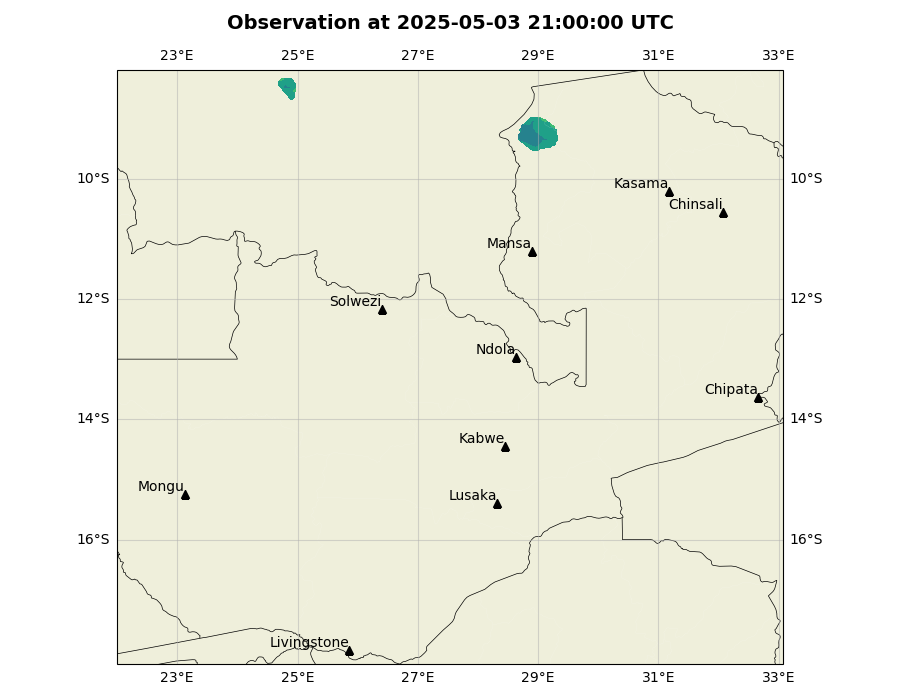 Observation at 2025-05-03 21:00:00 UTC
23°E 25°E 27°E 29°E 31°E 33°E
10°S 10°S
Kasama
Chinsali
Mansa
12°S 12°S
Solwezi
Ndola
Chipata
14°S 14°S
Kabwe
Mongu
Lusaka
16°S 16°S
Livingstone
23°E 25°E 27°E 29°E 31°E 33°E